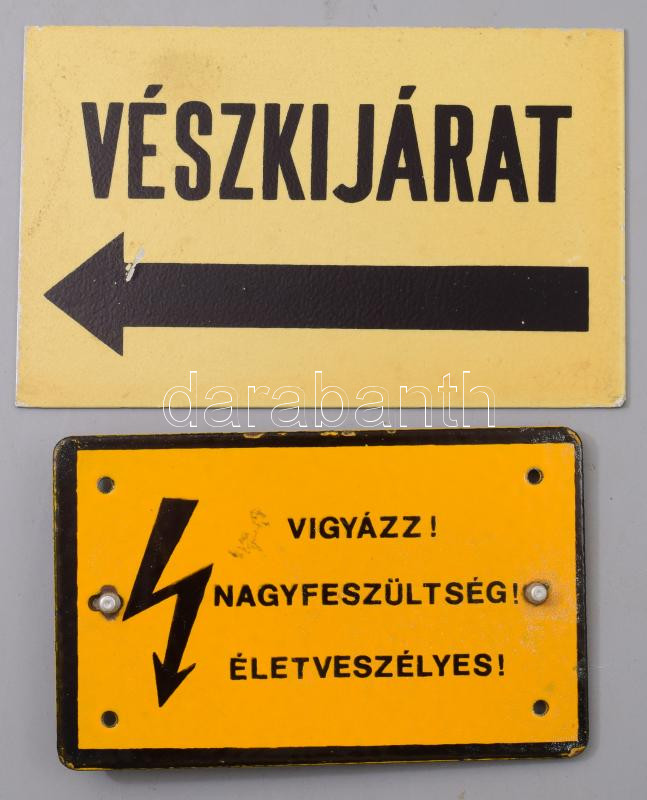 VÉSZKIJÁRAT
darabanth
VIGYÁZZ!
NAGYFESZÜLTSÉG!
ÉLETVESZÉLYES!